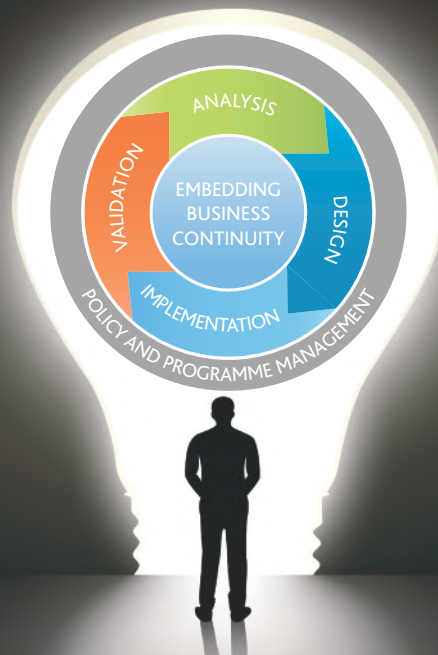 ANALYSIS
DESIGN
IMPLEMENTATION
VALIDATION
EMBEDDING
BUSINESS
CONTINUITY
POLICY AND PROGRAMME MANAGEMENT